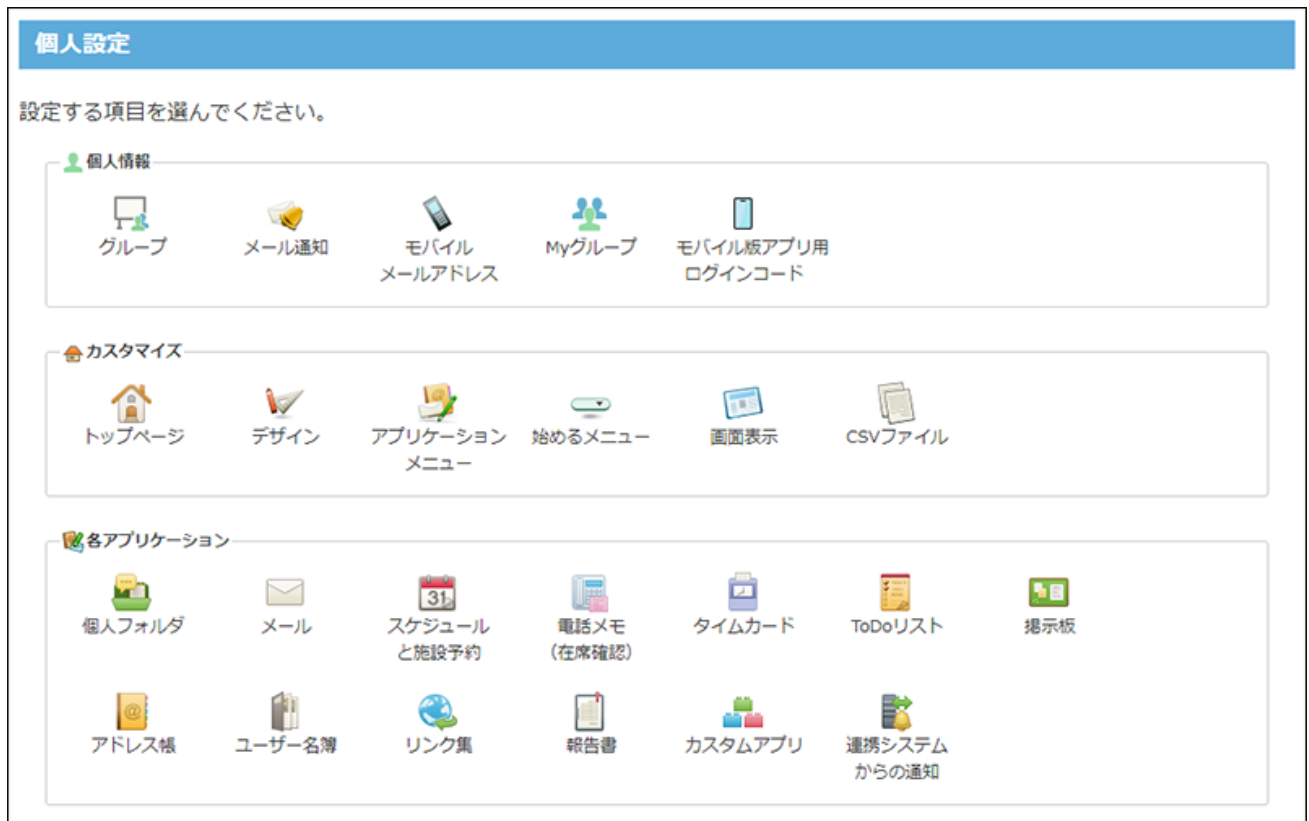 個人設定
設定する項目を選んでください。
個人情報
グループ
メール通知
モバイル
メールアドレス
Myグループ
モバイル版アプリ用
ログインコード
カスタマイズ
トップページ
デザイン
アプリケーション
メニュー
始めるメニュー
画面表示
CSVファイル
各アプリケーション
個人フォルダ
メール
31
スケジュール
と施設予約
電話メモ
（在席確認）
タイムカード
ToDoリスト
掲示板
@
アドレス帳
ユーザー名簿
リンク集
報告書
カスタムアプリ
連携システム
からの通知